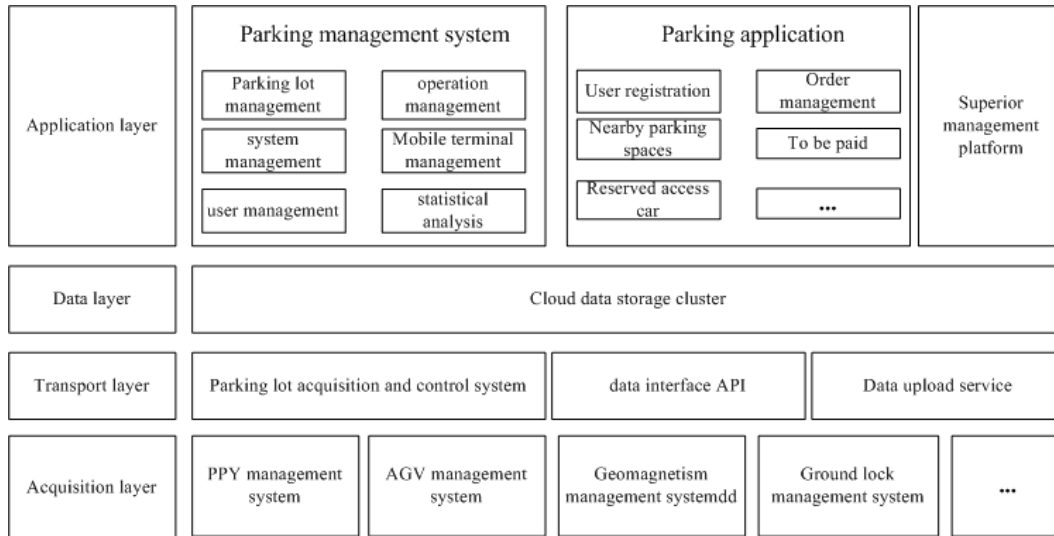 Parking management system
Parking application
Application layer
Parking lot
management
operation
management
system
management
Mobile terminal
management
user management
statistical
analysis
User registration
Order
management
Nearby parking
spaces
To be paid
Reserved access
car
...
Superior
management
platform
Data layer
Cloud data storage cluster
Transport layer
Parking lot acquisition and control system
data interface API
Data upload service
Acquisition layer
PPY management
system
AGV management
system
Geomagnetism
management systemdd
Ground lock
management system
...